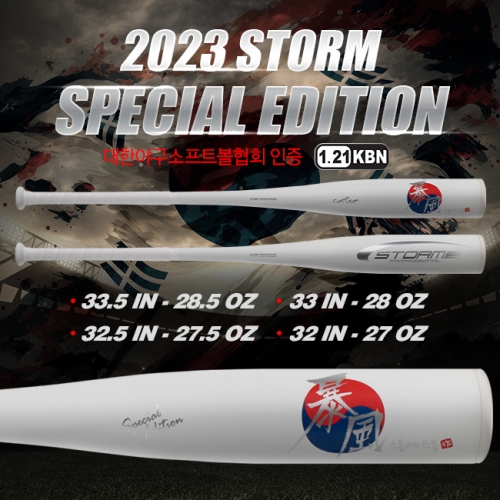 2023 STORM
SPECIAL EDITION
대한야구소프트볼협회 인증 1.21 KBN
STORM
• 33.5 IN - 28.5 OZ • 33 IN - 28 OZ
• 32.5 IN - 27.5 OZ • 32 IN - 27 OZ
Special Edition
暴風